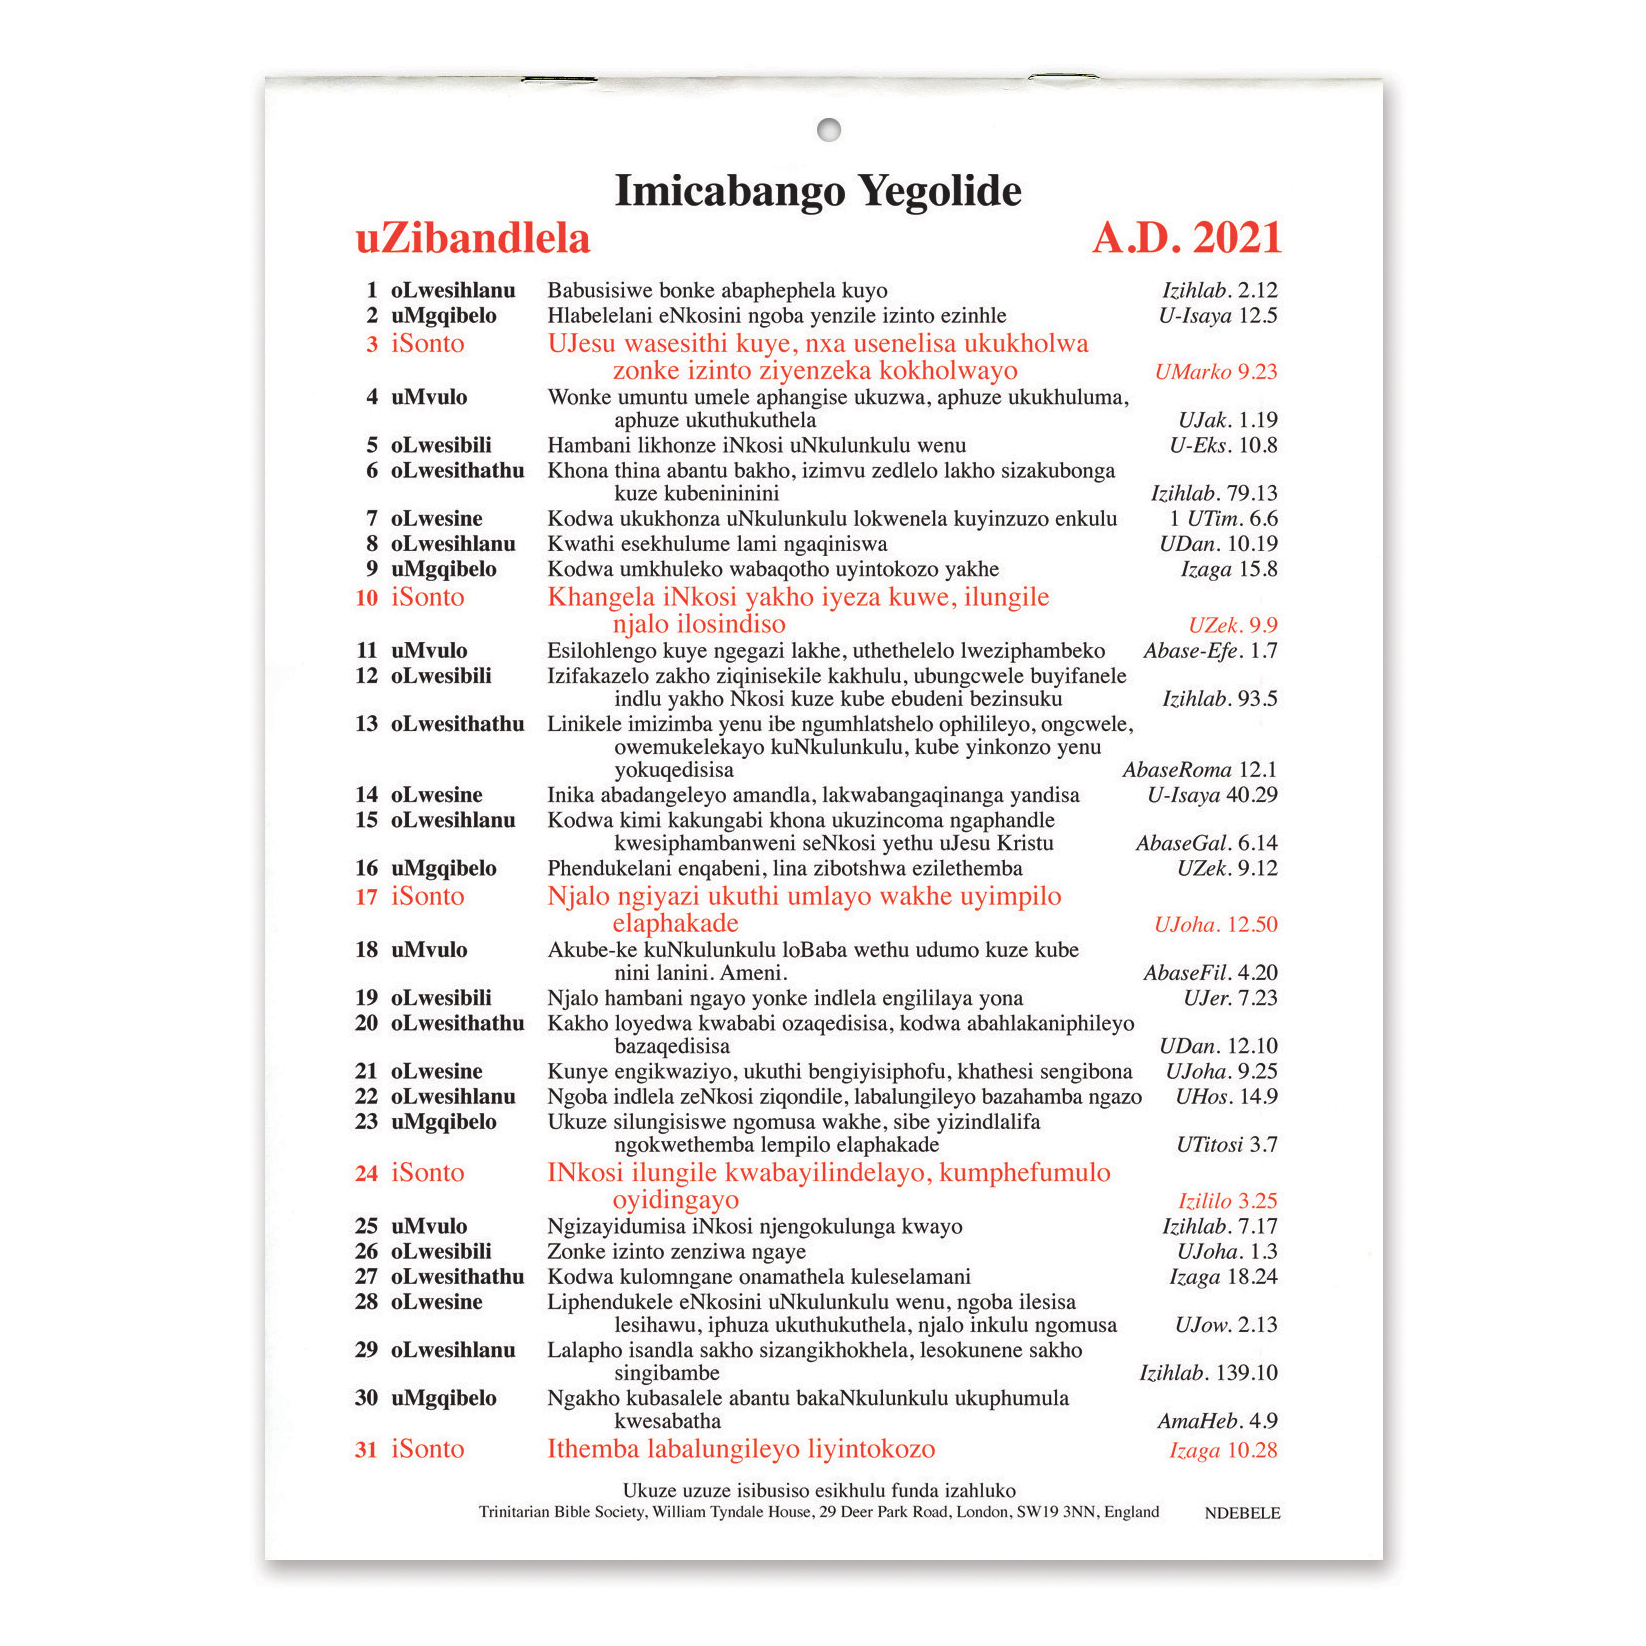 Imicabango Yegolide
uZibandlela A.D. 2021
1 oLwesihlanu Babusisiwe bonke abaphephela kuyo Izihlab. 2.12
2 uMgqibelo Hlabelelani eNkosini ngoba yenzile izinto ezinhle U-Isaya 12.5
3 iSonto UJesu wasesithi kuye, nxa usenelisa ukukholwa
zonke izinto ziyenzeka kokholwayo UMarko 9.23
4 uMvulo Wonke umuntu umele aphangise ukuzwa, aphuze ukukhuluma,
aphuze ukuthukuthela UJak. 1.19
5 oLwesibili Hambani likhonze iNkosi uNkulunkulu wenu U-Eks. 10.8
6 oLwesithathu Khona thina abantu bakho, izimvu zedlelo lakho sizakubonga
kuze kubenininini Izihlab. 79.13
7 oLwesine Kodwa ukukhonza uNkulunkulu lokwenela kuyinzuzo enkulu 1 UTim. 6.6
8 oLwesihlanu Kwathi esekhulume lami ngaqiniswa UDan. 10.19
9 uMgqibelo Kodwa umkhuleko wabaqotho uyintokozo yakhe Izaga 15.8
10 iSonto Khangela iNkosi yakho iyeza kuwe, ilungile
njalo ilosindiso UZek. 9.9
11 uMvulo Esilohlengo kuye ngegazi lakhe, uthethelelo lweziphambeko Abase-Efe. 1.7
12 oLwesibili Izifakazelo zakho ziqinisekile kakhulu, ubungcwele buyifanele
indlu yakho Nkosi kuze kube ebudeni bezinsuku Izihlab. 93.5
13 oLwesithathu Linikele imizimba yenu ibe ngumhlatshelo ophilileyo, ongcwele,
owemukelekayo kuNkulunkulu, kube yinkonzo yenu
yokuqedisisa AbaseRoma 12.1
14 oLwesine Inika abadangeleyo amandla, lakwabangaqinanga yandisa U-Isaya 40.29
15 oLwesihlanu Kodwa kimi kakungabi khona ukuzincoma ngaphandle
kwesiphambanweni seNkosi yethu uJesu Kristu AbaseGal. 6.14
16 uMgqibelo Phendukelani enqabeni, lina zibotshwa ezilethemba UZek. 9.12
17 iSonto Njalo ngiyazi ukuthi umlayo wakhe uyimpilo
elaphakade UJoha. 12.50
18 uMvulo Akube-ke kuNkulunkulu loBaba wethu udumo kuze kube
nini lanini. Ameni. AbaseFil. 4.20
19 oLwesibili Njalo hambani ngayo yonke indlela engililaya yona UJer. 7.23
20 oLwesithathu Kakho loyedwa kwababi ozaqedisisa, kodwa abahlakaniphileyo
bazaqedisisa UDan. 12.10
21 oLwesine Kunye engikwaziyo, ukuthi bengiyisiphofu, khathesi sengibona UJoha. 9.25
22 oLwesihlanu Ngoba indlela zeNkosi ziqondile, labalungileyo bazahamba ngazo UHos. 14.9
23 uMgqibelo Ukuze silungisiswe ngomusa wakhe, sibe yizindlalifa
ngokwethemba lempilo elaphakade UTitosi 3.7
24 iSonto INkosi ilungile kwabayilindelayo, kumphefumulo
oyidingayo Izililo 3.25
25 uMvulo Ngizayidumisa iNkosi njengokulunga kwayo Izihlab. 7.17
26 oLwesibili Zonke izinto zenziwa ngaye UJoha. 1.3
27 oLwesithathu Kodwa kulomngane onamathela kuleselamani Izaga 18.24
28 oLwesine Liphendukele eNkosini uNkulunkulu wenu, ngoba ilesisa
lesihawu, iphuza ukuthukuthela, njalo inkulu ngomusa UJow. 2.13
29 oLwesihlanu Lalapho isandla sakho sizangikhokhela, lesokunene sakho
singibambe Izihlab. 139.10
30 uMgqibelo Ngakho kubasalele abantu bakaNkulunkulu ukuphumula
kwesabatha AmaHeb. 4.9
31 iSonto Ithemba labalungileyo liyintokozo Izaga 10.28
Ukuze uzuze isibusiso esikhulu funda izahluko
Trinitarian Bible Society, William Tyndale House, 29 Deer Park Road, London, SW19 3NN, England NDEBELE